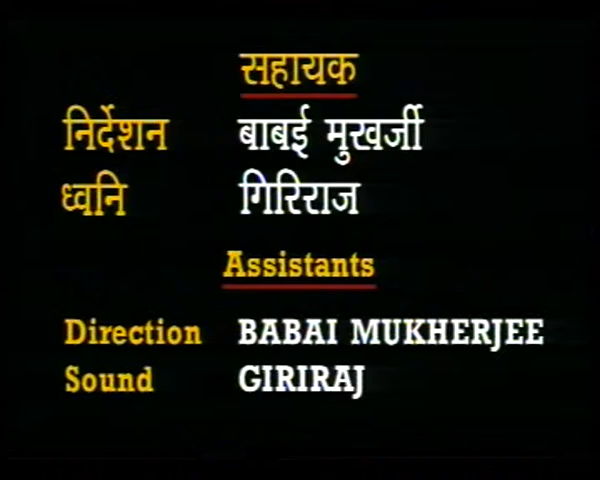 सहायक
निर्देशन बाबई मुखर्जी
ध्वनि गिरिराज
Assistants
Direction BABAI MUKHERJEE
Sound GIRIRAJ